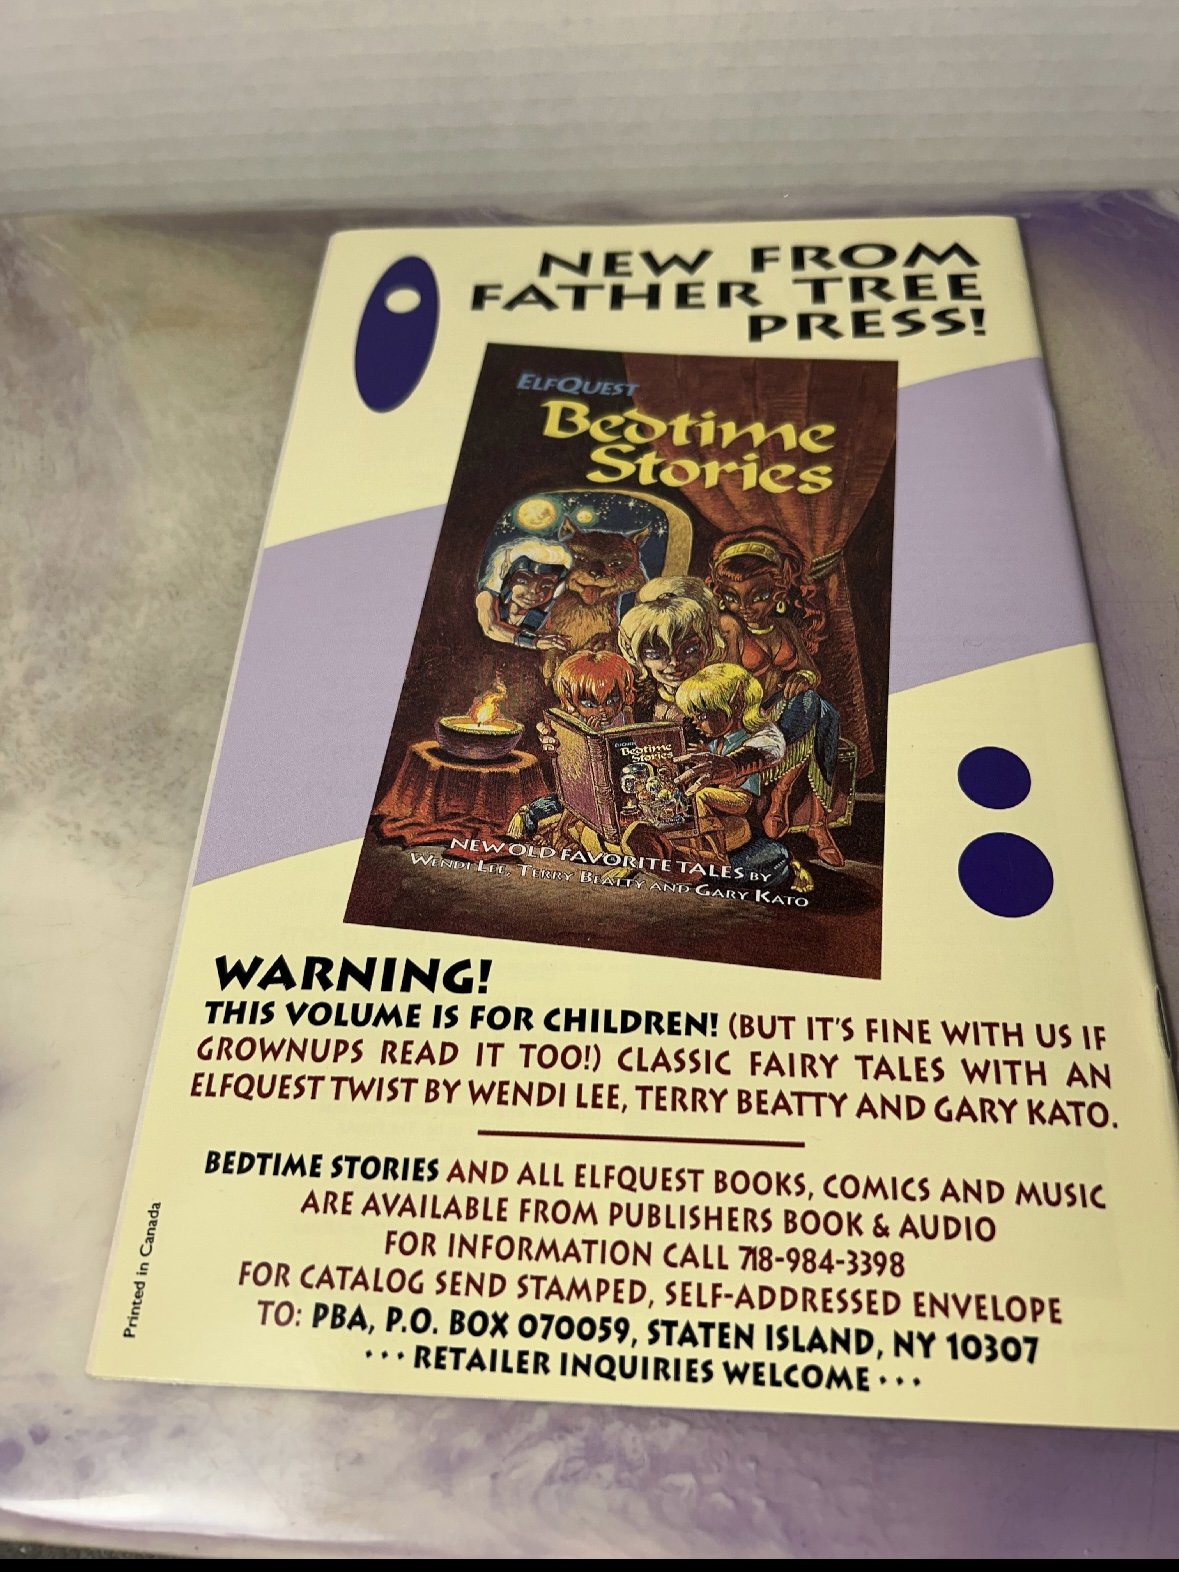 NEW FROM
FATHER TREE
PRESS!
ELFQUEST
Bedtime
Stories
ELFQUEST
Bedtime
Stories
NEW OLD FAVORITE TALES BY
WENDI LEE, TERRY BEATTY AND GARY KATO
WARNING!
THIS VOLUME IS FOR CHILDREN! (BUT IT'S FINE WITH US IF
GROWNUPS READ IT TOO!) CLASSIC FAIRY TALES WITH AN
ELFQUEST TWIST BY WENDI LEE, TERRY BEATTY AND GARY KATO.
BEDTIME STORIES AND ALL ELFQUEST BOOKS, COMICS AND MUSIC
ARE AVAILABLE FROM PUBLISHERS BOOK & AUDIO
FOR INFORMATION CALL 718-984-3398
FOR CATALOG SEND STAMPED, SELF-ADDRESSED ENVELOPE
TO: PBA, P.O. BOX 070059, STATEN ISLAND, NY 10307
··· RETAILER INQUIRIES WELCOME ···
Printed in Canada